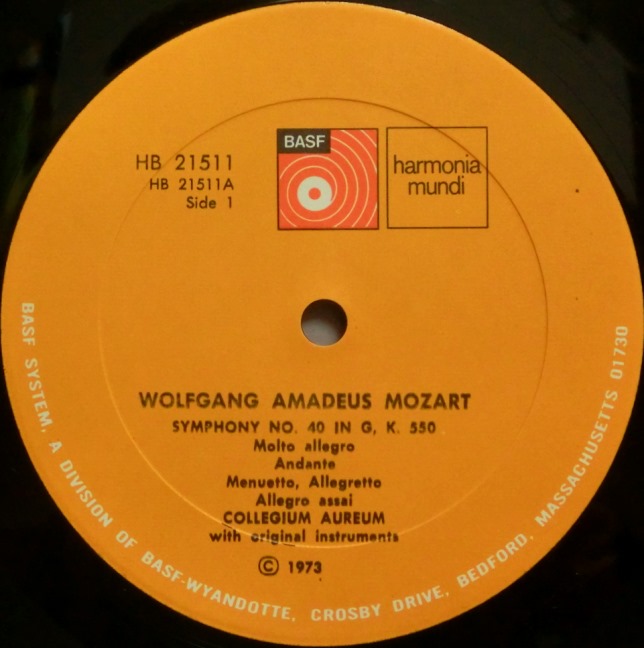 BASF
harmonia
mundi
HB 21511
HB 21511A
Side 1
WOLFGANG AMADEUS MOZART
SYMPHONY NO. 40 IN G, K. 550
Molto allegro
Andante
Menuetto, Allegretto
Allegro assai
COLLEGIUM AUREUM
with original instruments
© 1973
BASF SYSTEM, A DIVISION OF BASF-WYANDOTTE, CROSBY DRIVE, BEDFORD, MASSACHUSETTS 01730